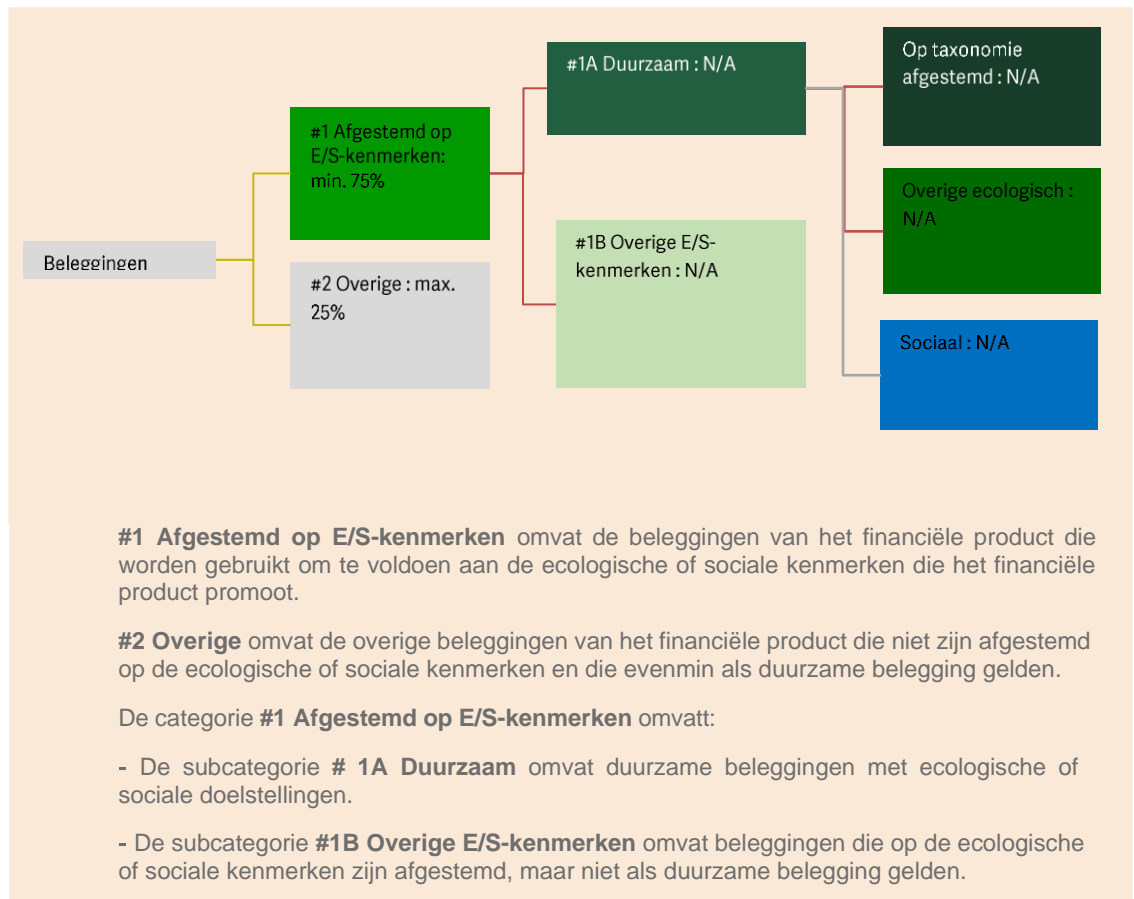 #1A Duurzaam : N/A
Op taxonomie
afgestemd : N/A
#1 Afgestemd op
E/S-kenmerken:
min. 75%
Overige ecologisch :
N/A
Beleggingen
#1B Overige E/S-
kenmerken : N/A
#2 Overige : max.
25%
Sociaal : N/A
#1 Afgestemd op E/S-kenmerken omvat de beleggingen van het financiële product die
worden gebruikt om te voldoen aan de ecologische of sociale kenmerken die het financiële
product promoot.
#2 Overige omvat de overige beleggingen van het financiële product die niet zijn afgestemd
op de ecologische of sociale kenmerken en die evenmin als duurzame belegging gelden.
De categorie #1 Afgestemd op E/S-kenmerken omvatt:
- De subcategorie # 1A Duurzaam omvat duurzame beleggingen met ecologische of
sociale doelstellingen.
- De subcategorie #1B Overige E/S-kenmerken omvat beleggingen die op de ecologische
of sociale kenmerken zijn afgestemd, maar niet als duurzame belegging gelden.